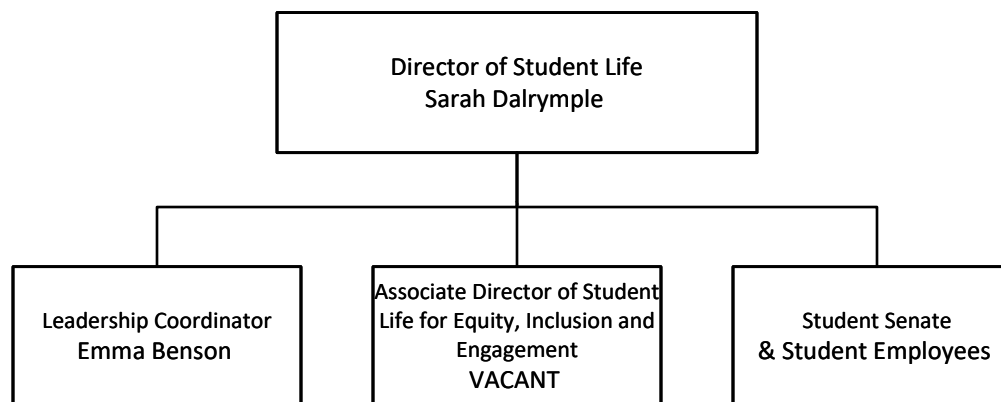 Director of Student Life
Sarah Dalrymple
Leadership Coordinator
Emma Benson
Associate Director of Student
Life for Equity, Inclusion and
Engagement
VACANT
Student Senate
& Student Employees